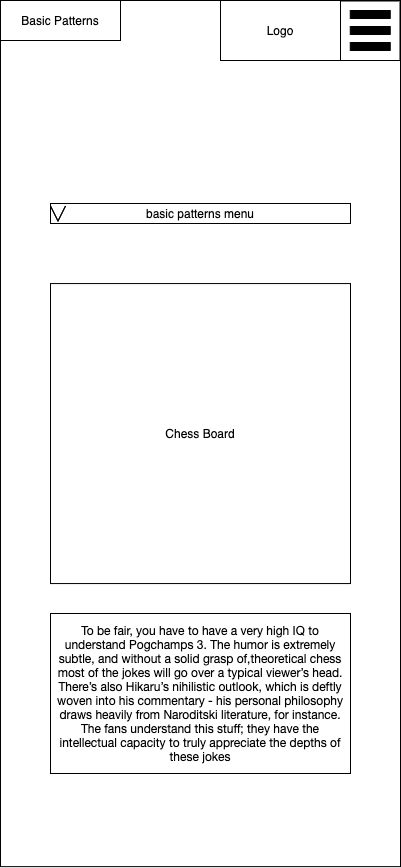 Basic Patterns
Logo
basic patterns menu
Chess Board
To be fair, you have to have a very high IQ to
understand Pogchamps 3. The humor is extremely
subtle, and without a solid grasp of,theoretical chess
most of the jokes will go over a typical viewer's head.
There's also Hikaru's nihilistic outlook, which is deftly
woven into his commentary - his personal philosophy
draws heavily from Naroditski literature, for instance.
The fans understand this stuff; they have the
intellectual capacity to truly appreciate the depths of
these jokes